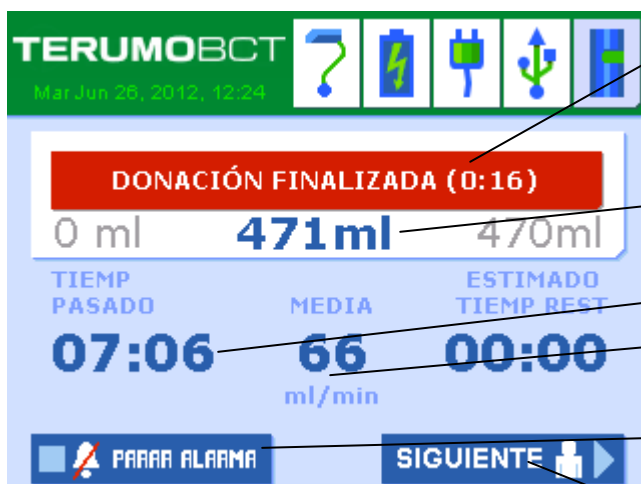 TERUMOBCT
Mar Jun 26, 2012, 12:24
DONACIÓN FINALIZADA (0:16)
0 ml 471ml 470ml
TIEMP
PASADO
MEDIA
ESTIMADO
TIEMP REST
07:06 66 00:00
ml/min
PARAR ALARMA
SIGUIENTE